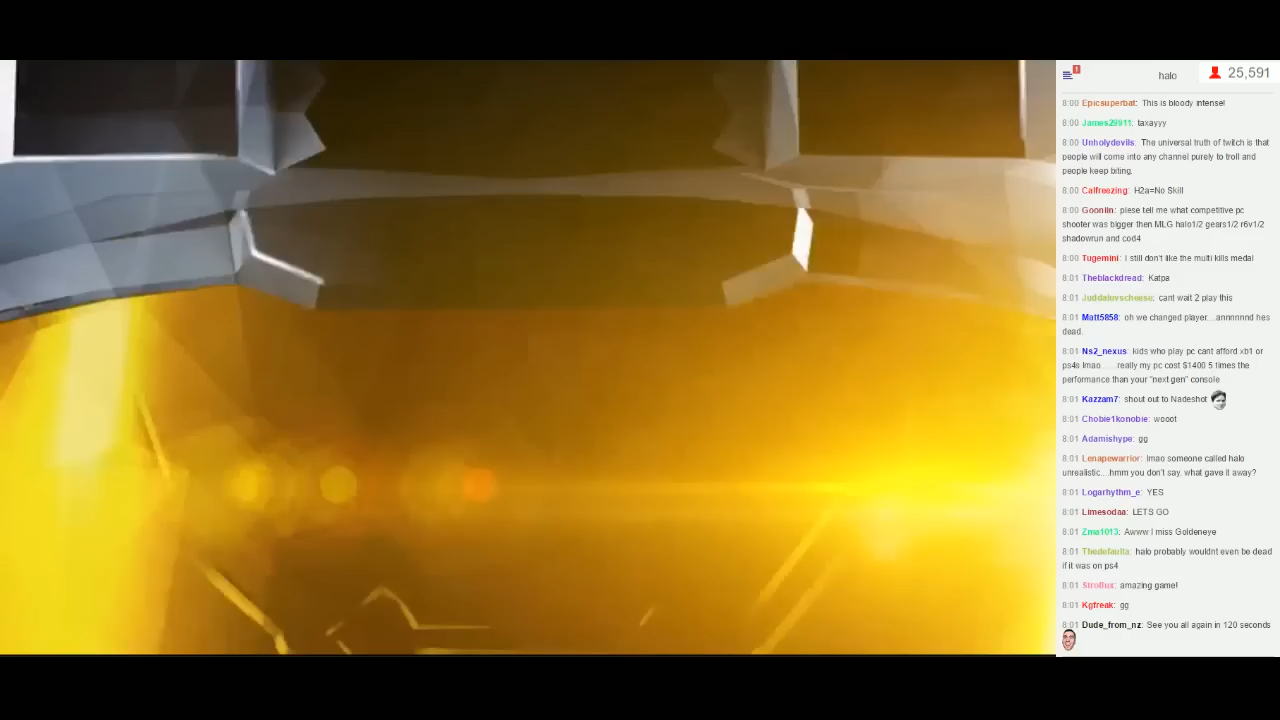 1
halo
25,591
8:00 Epicsuperbat: This is bloody intense!
8:00 James29911: taxayyy
8:00 Unholydevils: The universal truth of twitch is that
people will come into any channel purely to troll and
people keep biting.
8:00 Calfreezing: H2a=No Skill
8:00 Gooniin: plese tell me what competitive pc
shooter was bigger then MLG halo1/2 gears1/2 r6v1/2
shadowrun and cod4
8:00 Tugemini: I still don't like the multi kills medal
8:01 Theblackdread: Katpa
8:01 Juddaluvscheese: cant wait 2 play this
8:01 Matt5858: oh we changed player....annnnnnd hes
dead.
8:01 Ns2_nexus: kids who play pc cant afford xb1 or
ps4s lmao.......really my pc cost $1400 5 times the
performance than your "next gen" console
8:01 Kazzam7: shout out to Nadeshot
8:01 Chobie1konobie: wooot
8:01 Adamishype: gg
8:01 Lenapewarrior: lmao someone called halo
unrealistic....hmm you don't say. what gave it away?
8:01 Logarhythm_e: YES
8:01 Limesodaa: LETS GO
8:01 Zma1013: Awww I miss Goldeneye
8:01 Thedefaulta: halo probably wouldnt even be dead
if it was on ps4
8:01 Siroflux: amazing game!
8:01 Kgfreak: gg
8:01 Dude_from_nz: See you all again in 120 seconds